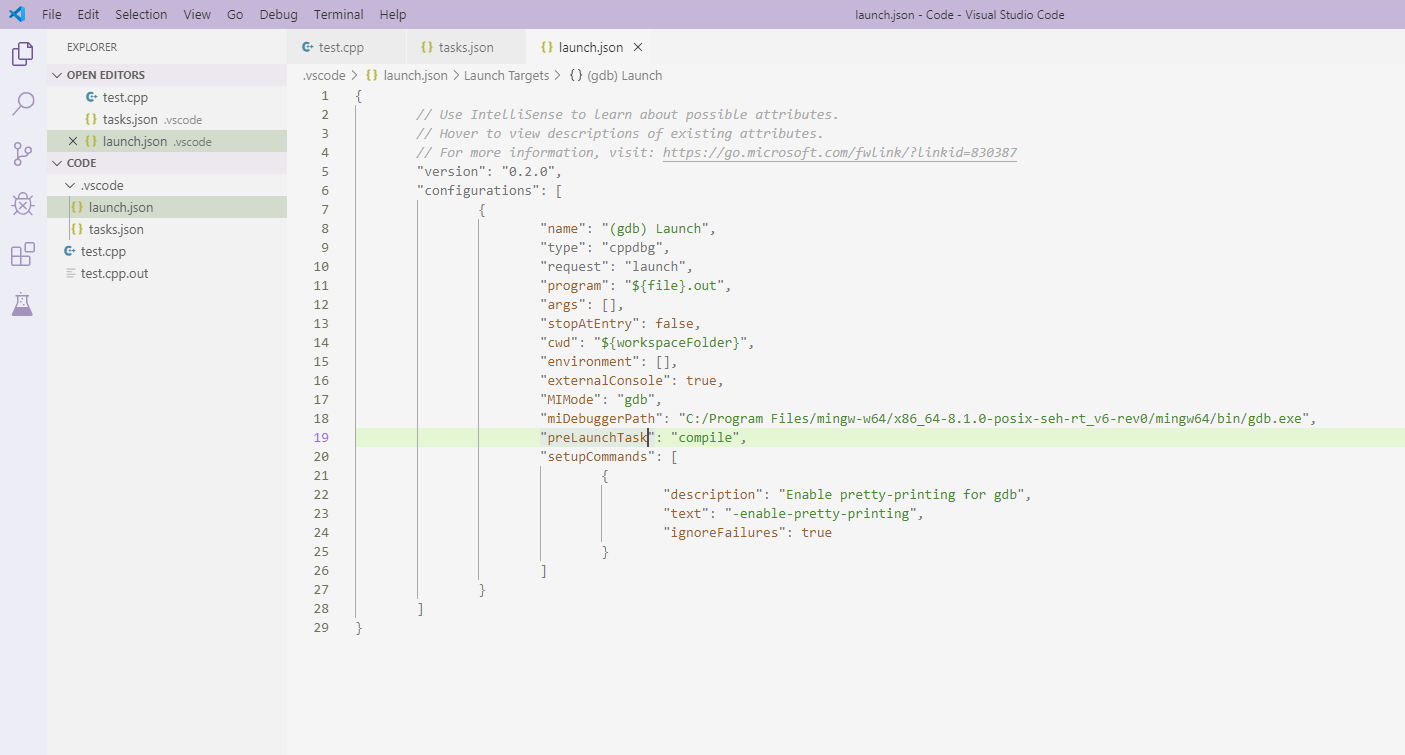 File Edit Selection View Go Debug Terminal Help launch.json - Code - Visual Studio Code
EXPLORER
OPEN EDITORS
test.cpp
tasks.json .vscode
launch.json .vscode
CODE
.vscode
launch.json
tasks.json
test.cpp
test.cpp.out
test.cpp tasks.json launch.json
.vscode > launch.json > Launch Targets > {} (gdb) Launch
1 {
2 // Use IntelliSense to learn about possible attributes.
3 // Hover to view descriptions of existing attributes.
4 // For more information, visit: https://go.microsoft.com/fwlink/?linkid=830387
5 "version": "0.2.0",
6 "configurations": [
7 {
8 "name": "(gdb) Launch",
9 "type": "cppdbg",
10 "request": "launch",
11 "program": "${file}.out",
12 "args": [],
13 "stopAtEntry": false,
14 "cwd": "${workspaceFolder}",
15 "environment": [],
16 "externalConsole": true,
17 "MIMode": "gdb",
18 "miDebuggerPath": "C:/Program Files/mingw-w64/x86_64-8.1.0-posix-seh-rt_v6-rev0/mingw64/bin/gdb.exe",
19 "preLaunchTask": "compile",
20 "setupCommands": [
21 {
22 "description": "Enable pretty-printing for gdb",
23 "text": "-enable-pretty-printing",
24 "ignoreFailures": true
25 }
26 ]
27 }
28 ]
29 }